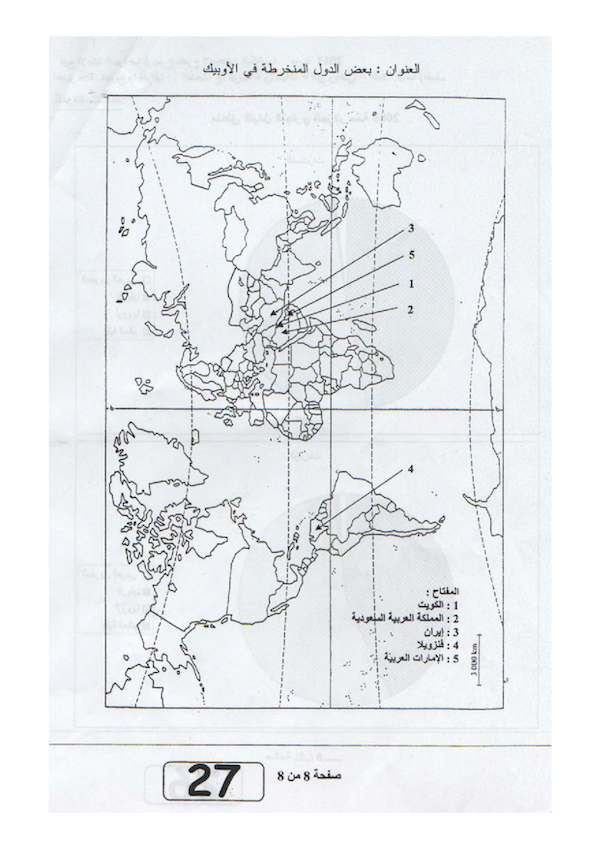 العنوان : بعض الدول المنخرطة في الأوبيك
3
5
1
2
4
المفتاح :
1 : الكويت
2 : المملكة العربية السعودية
3 : إيران
4 : فنزويلا
5 : الإمارات العربية
3 000 km
صفحة 8 من 8
27